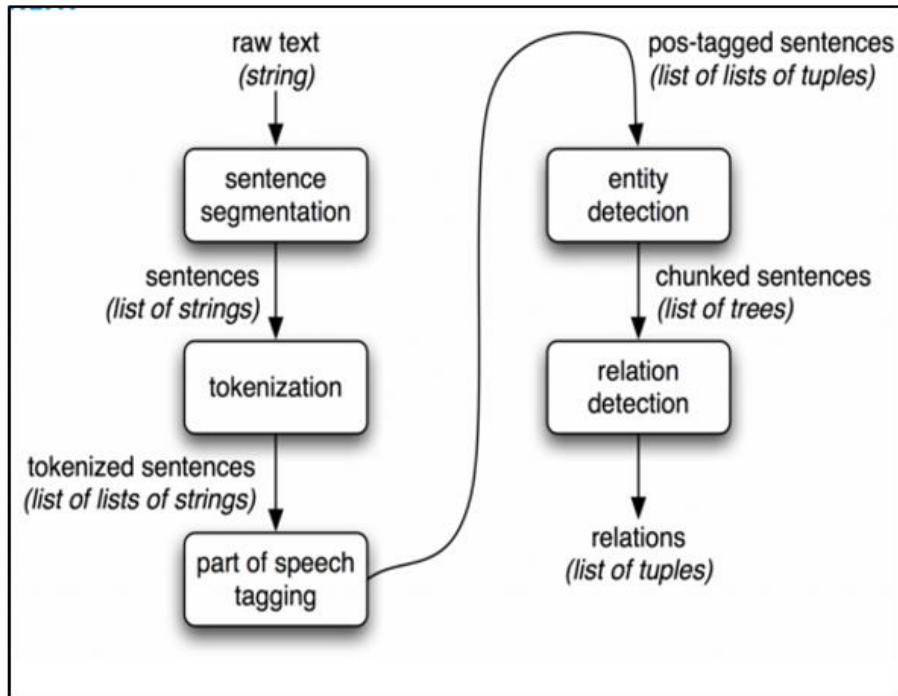 raw text
(string)
sentence
segmentation
sentences
(list of strings)
tokenization
tokenized sentences
(list of lists of strings)
part of speech
tagging
pos-tagged sentences
(list of lists of tuples)
entity
detection
chunked sentences
(list of trees)
relation
detection
relations
(list of tuples)